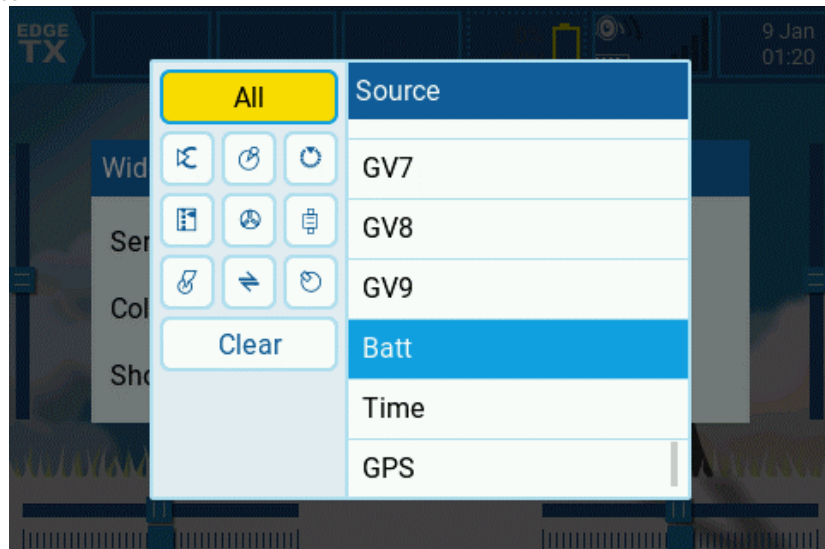 EDGE
TX
9 Jan
01:20
All
Source
Wid
GV7
Ser
GV8
Col
GV9
Clear
Batt
Sho
Time
GPS